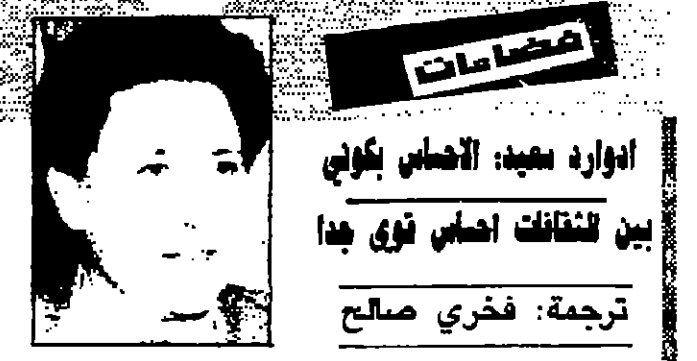 فضاءات
ادوارد سعيد: الاحساس بكوني
بين الثقافات احساس قوي جدا
ترجمة: فخري صالح